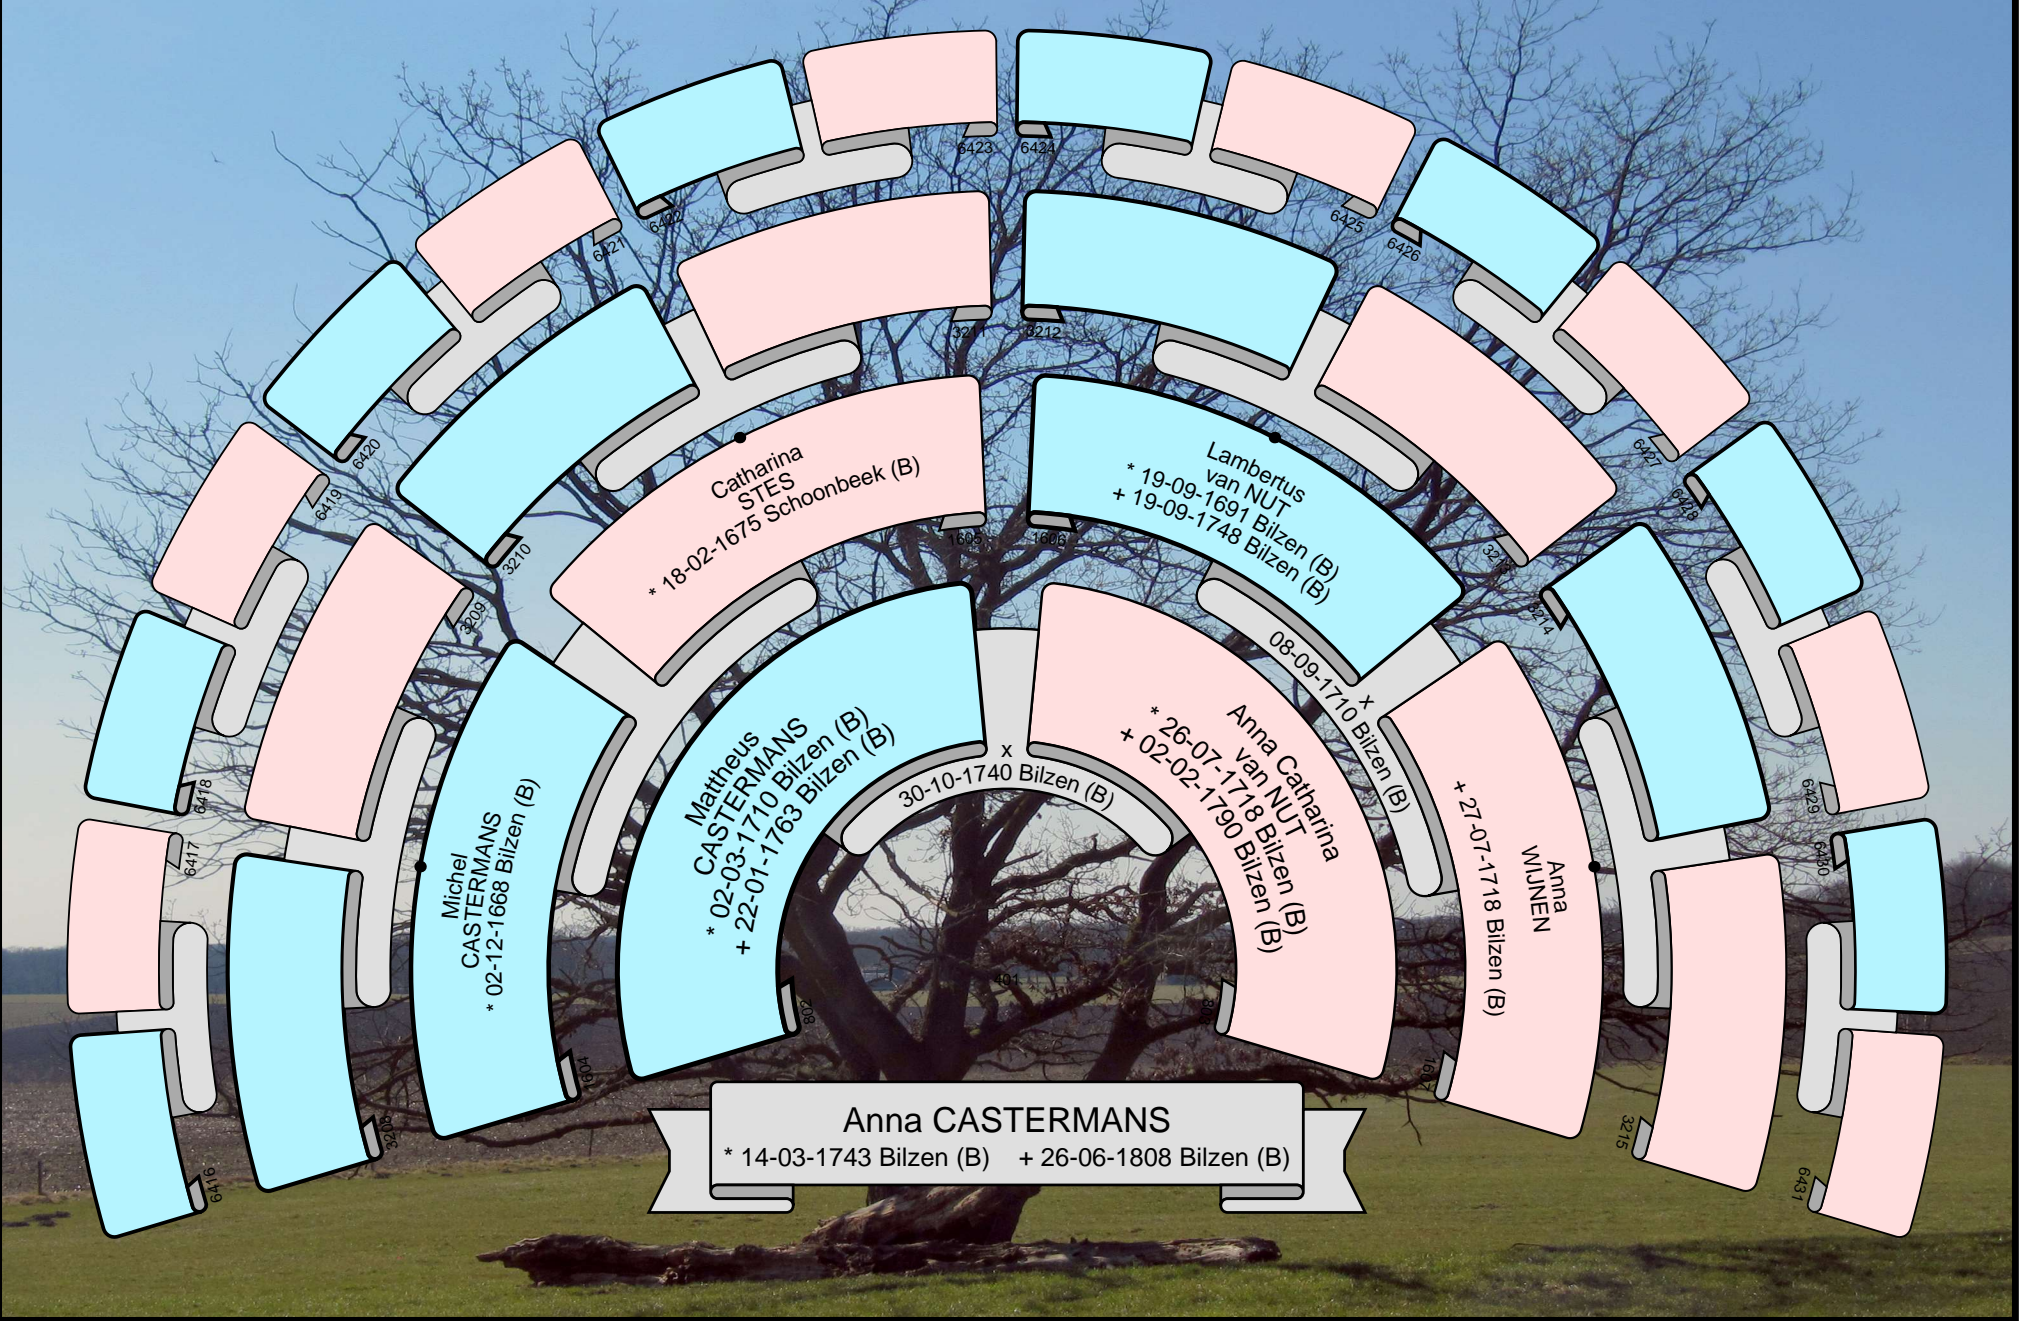 6423
6424
6422
6425
6421
6426
3211
3212
6420
6427
6419
6428
Catharina
STES
* 18-02-1675 Schoonbeek (B)
Lambertus
van NUT
* 19-09-1691 Bilzen (B)
+ 19-09-1748 Bilzen (B)
1605
1606
3210
3213
3209
3214
x
08-09-1710 Bilzen (B)
Michel
CASTERMANS
* 02-12-1668 Bilzen (B)
Mattheus
CASTERMANS
* 02-03-1710 Bilzen (B)
+ 22-01-1763 Bilzen (B)
x
30-10-1740 Bilzen (B)
Anna Catharina
van NUT
* 26-07-1718 Bilzen (B)
+ 02-02-1790 Bilzen (B)
Anna
WIJNEN
+ 27-07-1718 Bilzen (B)
6418
6429
6417
6430
401
802
803
1604
1607
3208
3215
6416
6431
Anna CASTERMANS
* 14-03-1743 Bilzen (B) + 26-06-1808 Bilzen (B)